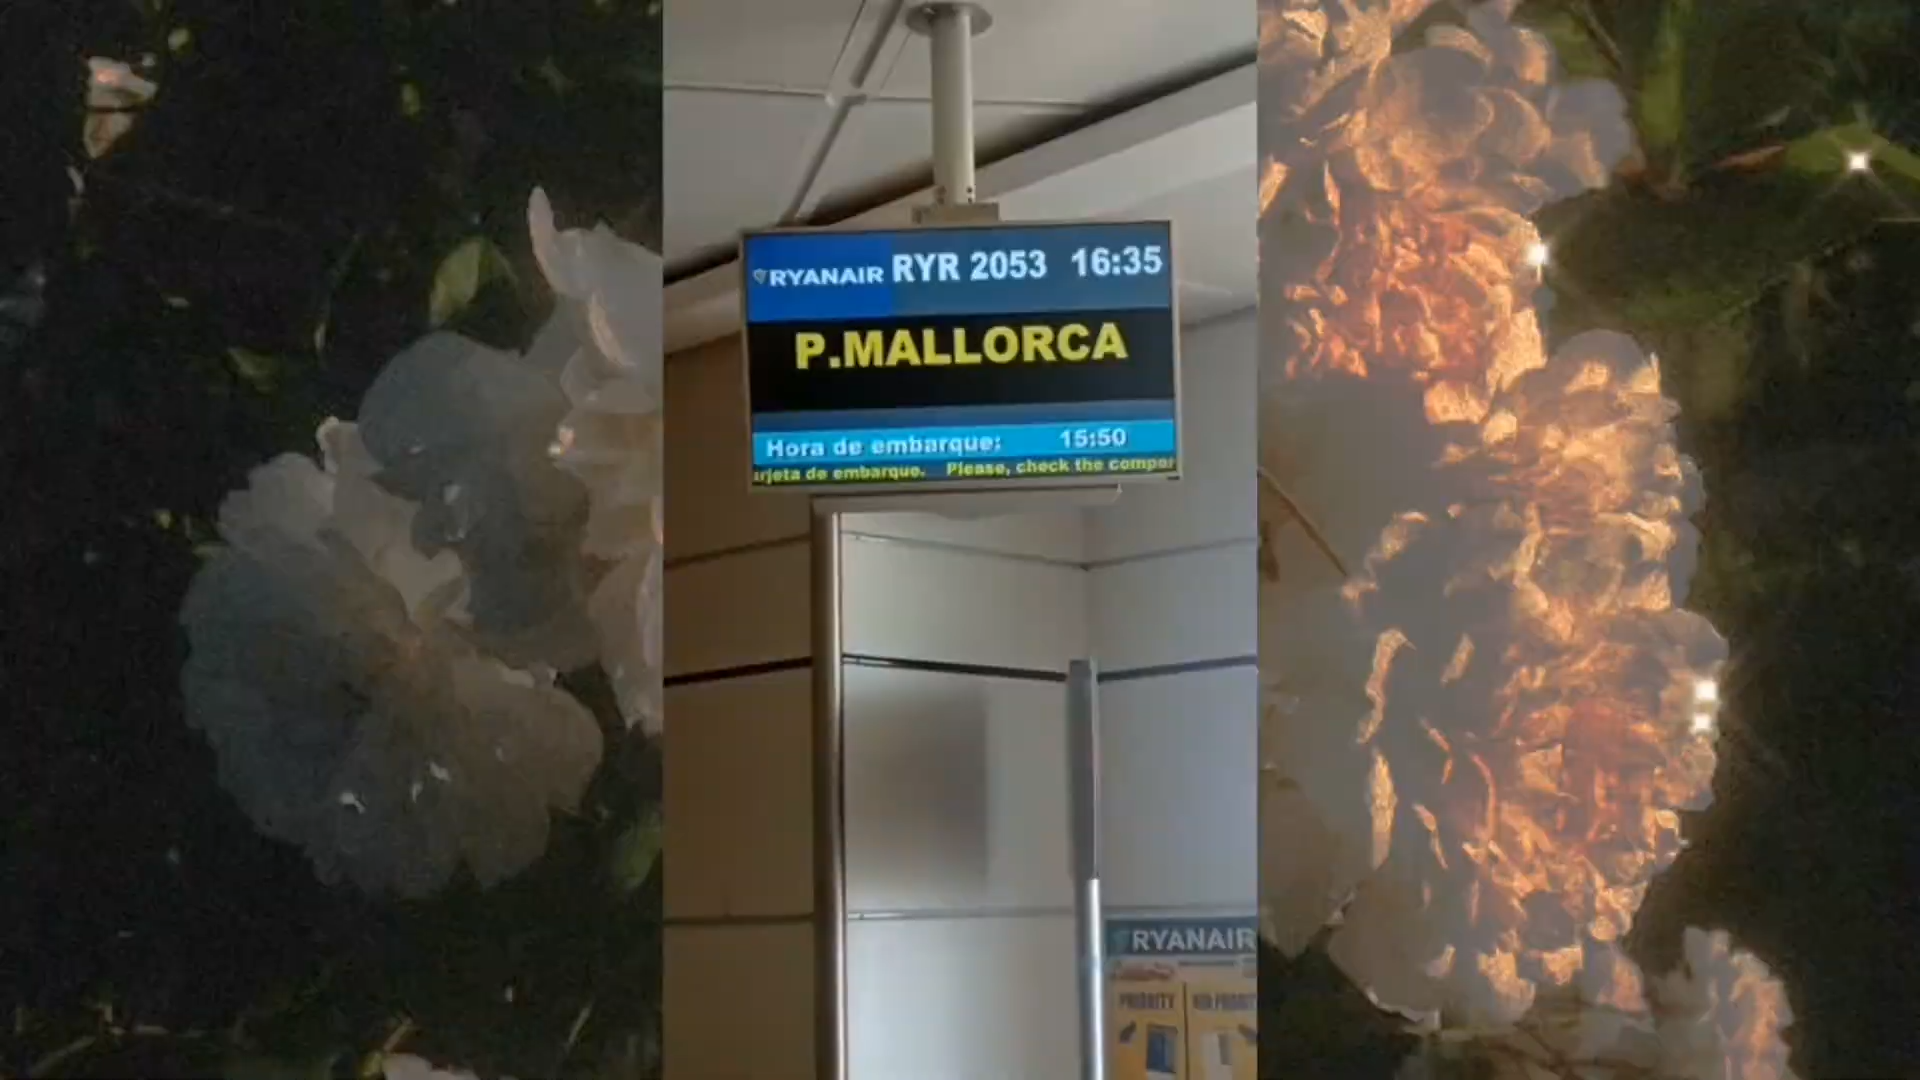 RYANAIR RYR 2053 16:35
P.MALLORCA
Hora de embarque: 15:50
arjeta de embarque. Please, check the compor
RYANAIR
PRIORITY